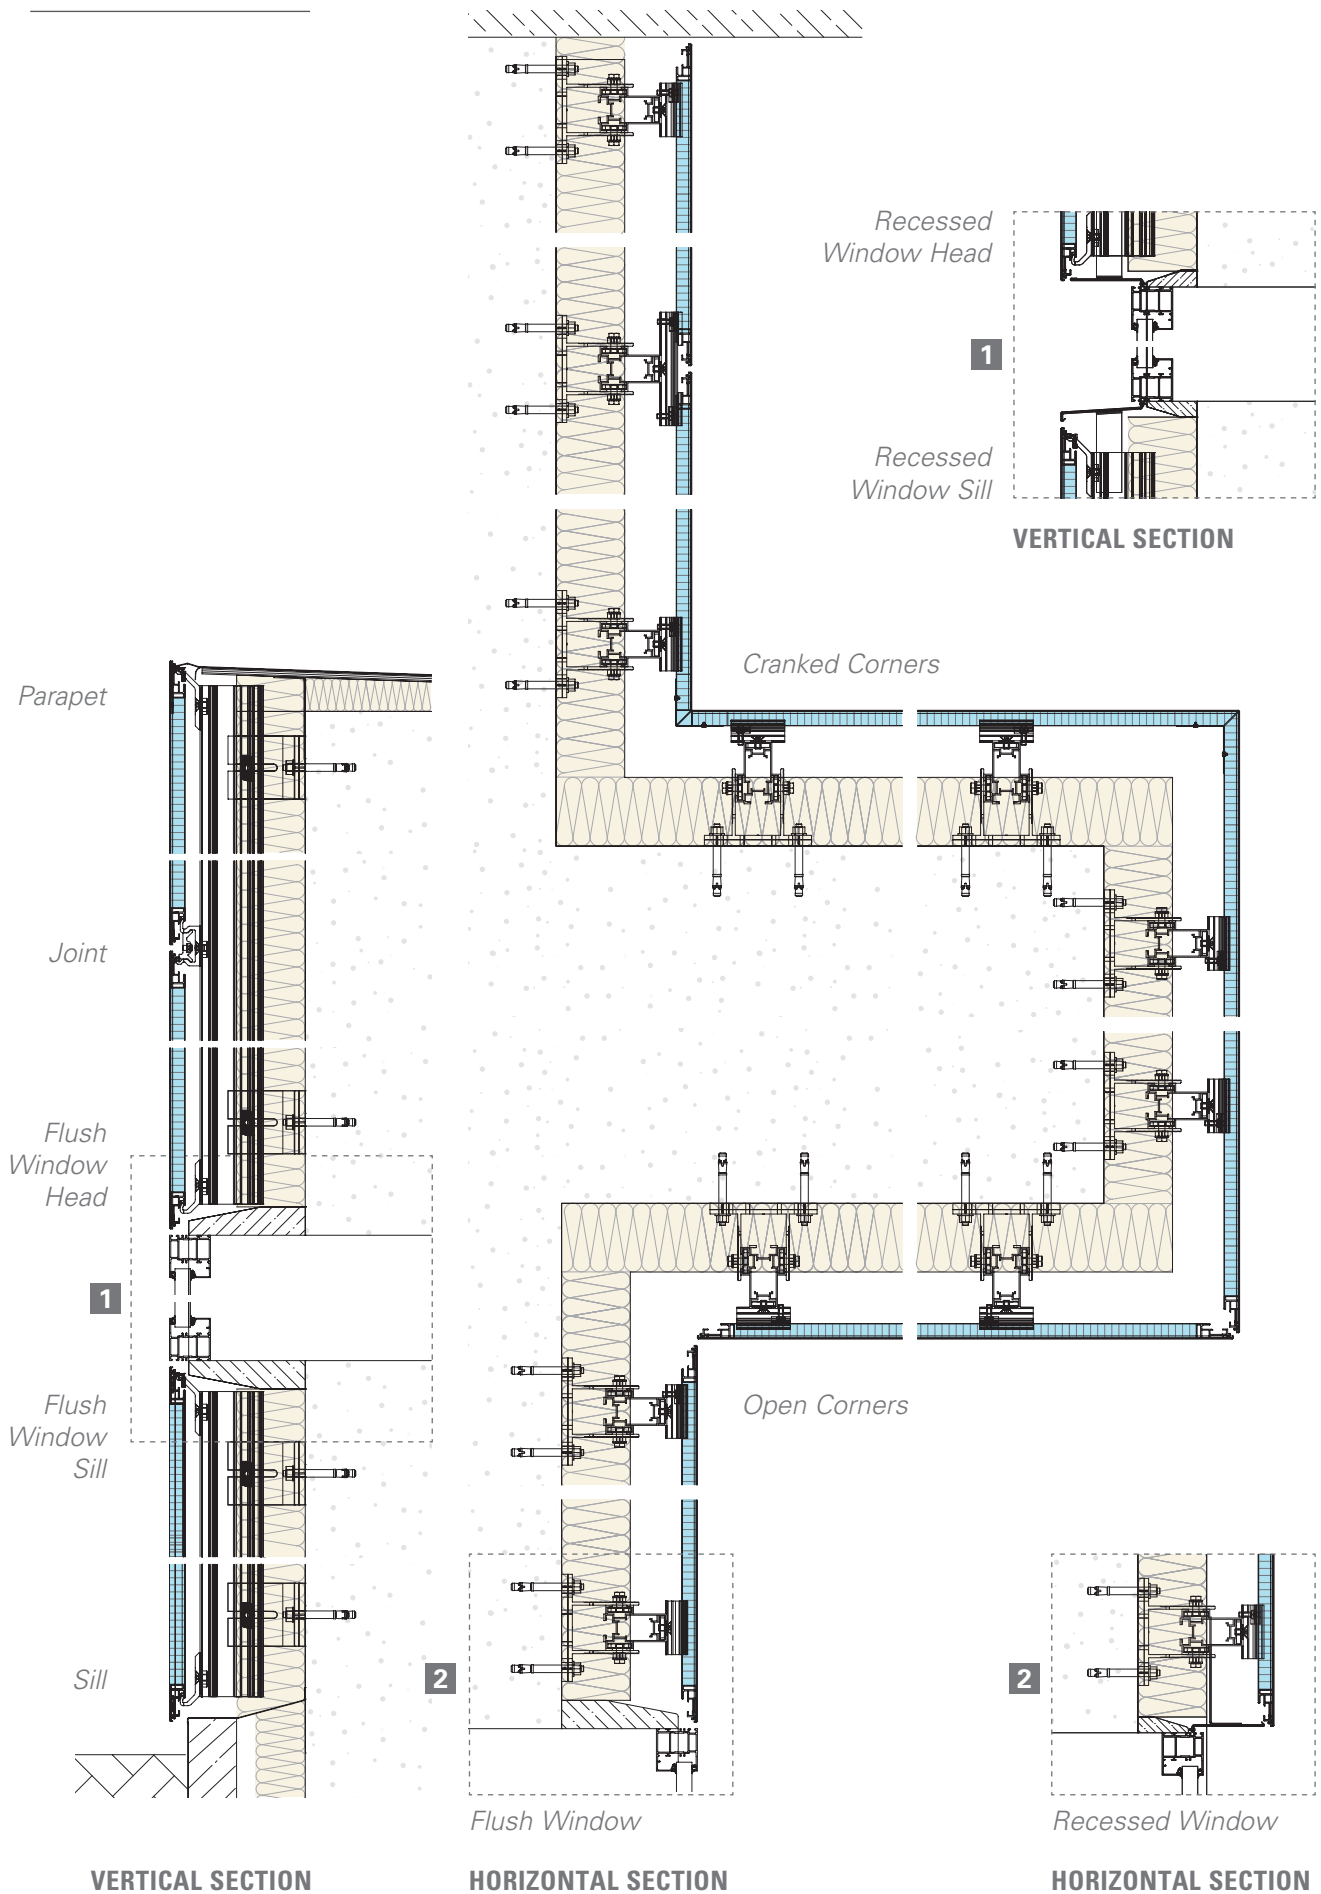 Recessed
Window Head
1
Recessed
Window Sill
VERTICAL SECTION
Cranked Corners
Parapet
Joint
Flush
Window
Head
1
Flush
Window
Sill
Open Corners
Sill
2
2
Flush Window
Recessed Window
VERTICAL SECTION
HORIZONTAL SECTION
HORIZONTAL SECTION